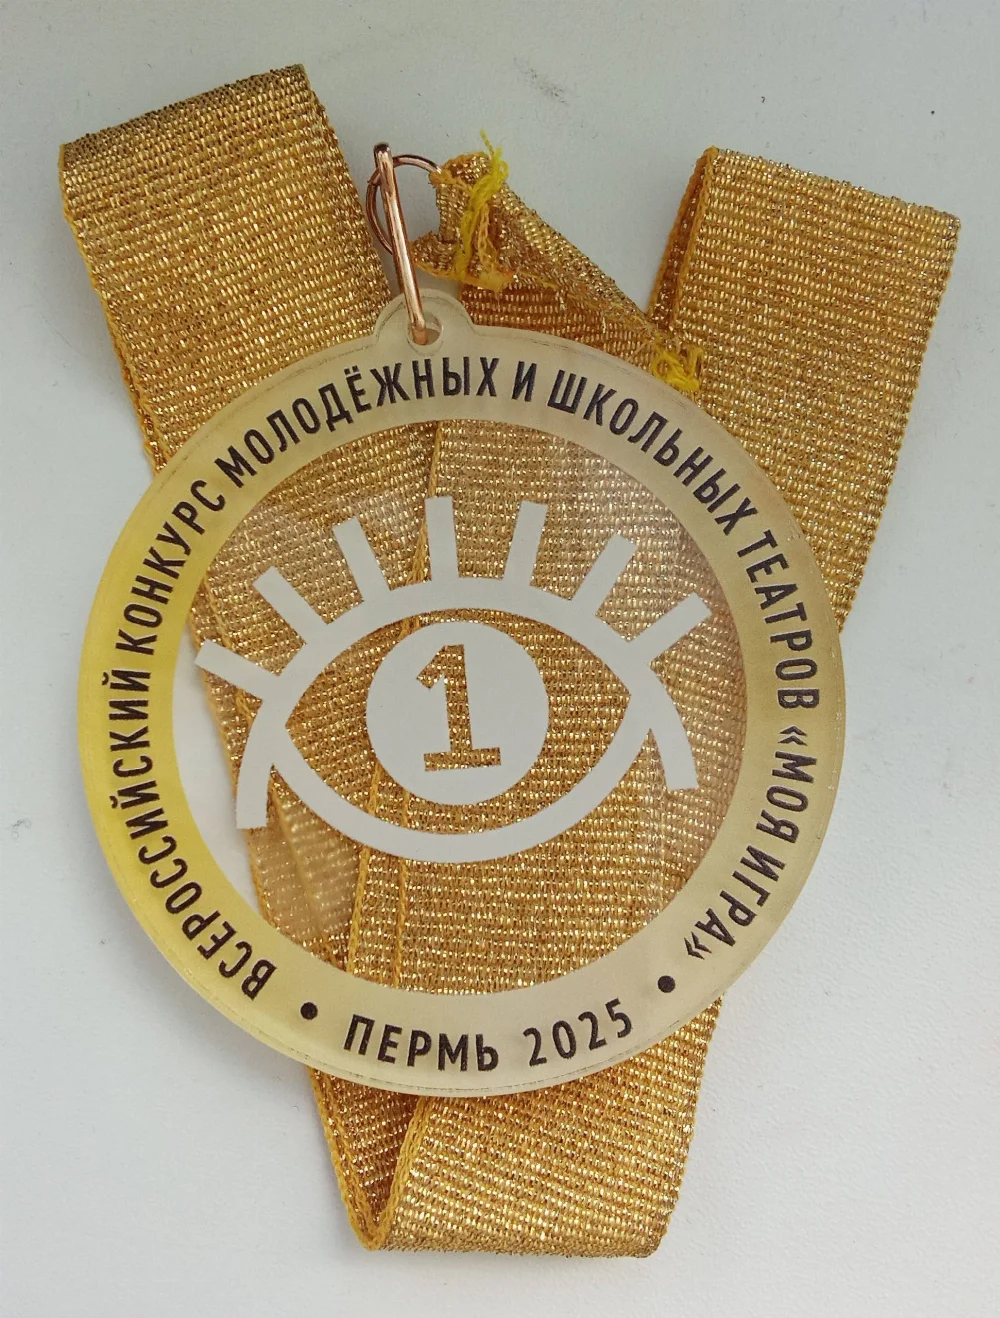 ВСЕРОССИЙСКИЙ КОНКУРС МОЛОДЁЖНЫХ И ШКОЛЬНЫХ ТЕАТРОВ «МОЯ ИГРА»
1
• ПЕРМЬ 2025 •